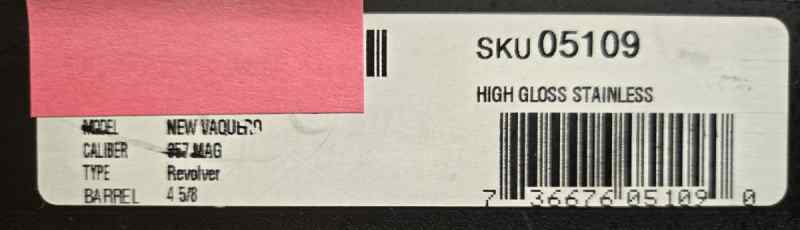 SKU 05109
HIGH GLOSS STAINLESS
MODEL NEW VAQUERO
CALIBER 357 MAG
TYPE Revolver
BARREL 4 5/8
7 36676 05109 0